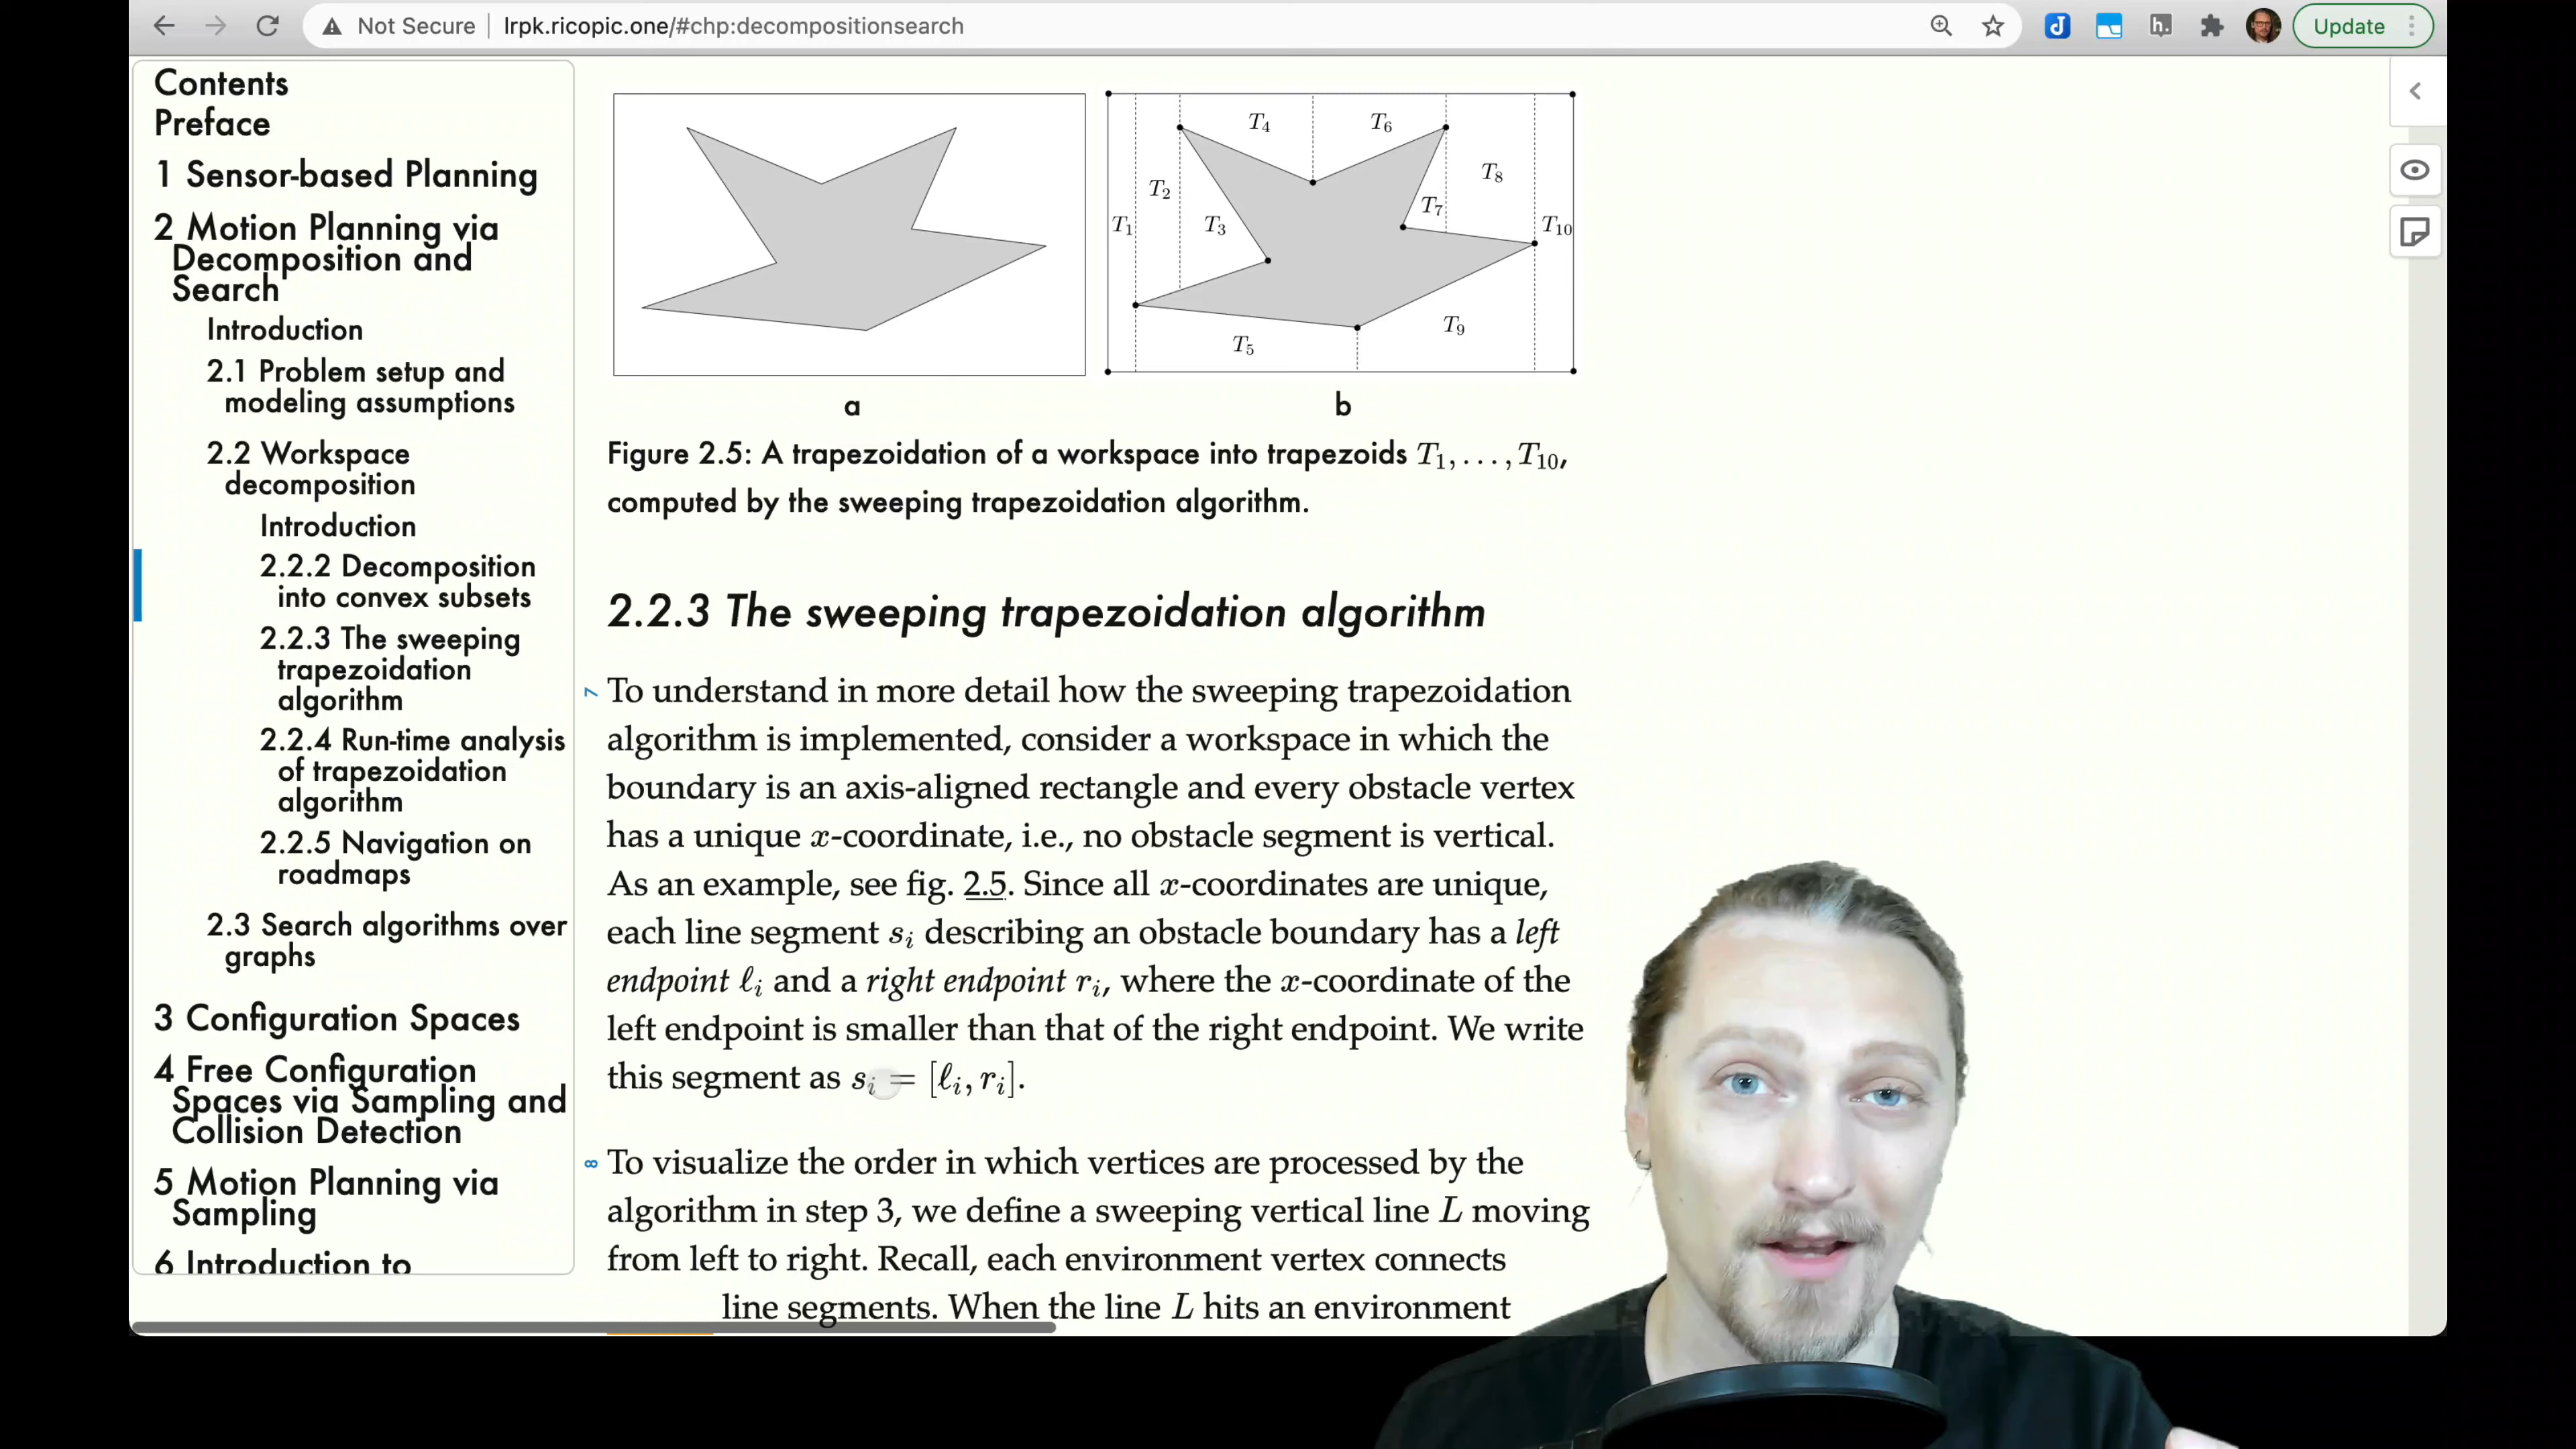 Not Secure
lrpk.ricopic.one/#chp:decompositionsearch
Update
Contents
Preface
1 Sensor-based Planning
2 Motion Planning via
Decomposition and
Search
Introduction
2.1 Problem setup and
modeling assumptions
2.2 Workspace
decomposition
Introduction
2.2.2 Decomposition
into convex subsets
2.2.3 The sweeping
trapezoidation
algorithm
2.2.4 Run-time analysis
of trapezoidation
algorithm
2.2.5 Navigation on
roadmaps
2.3 Search algorithms over
graphs
3 Configuration Spaces
4 Free Configuration
Spaces via Sampling and
Collision Detection
5 Motion Planning via
Sampling
6 Introduction to
T₁
T₂
T₃
T₄
T₅
T₆
T₇
T₈
T₉
T₁₀
a
b
Figure 2.5: A trapezoidation of a workspace into trapezoids T₁, . . . , T₁₀,
computed by the sweeping trapezoidation algorithm.
2.2.3 The sweeping trapezoidation algorithm
7
To understand in more detail how the sweeping trapezoidation
algorithm is implemented, consider a workspace in which the
boundary is an axis-aligned rectangle and every obstacle vertex
has a unique x-coordinate, i.e., no obstacle segment is vertical.
As an example, see fig. 2.5. Since all x-coordinates are unique,
each line segment sᵢ describing an obstacle boundary has a left
endpoint ℓᵢ and a right endpoint rᵢ, where the x-coordinate of the
left endpoint is smaller than that of the right endpoint. We write
this segment as sᵢ = [ℓᵢ, rᵢ].
8
To visualize the order in which vertices are processed by the
algorithm in step 3, we define a sweeping vertical line L moving
from left to right. Recall, each environment vertex connects
line segments. When the line L hits an environment